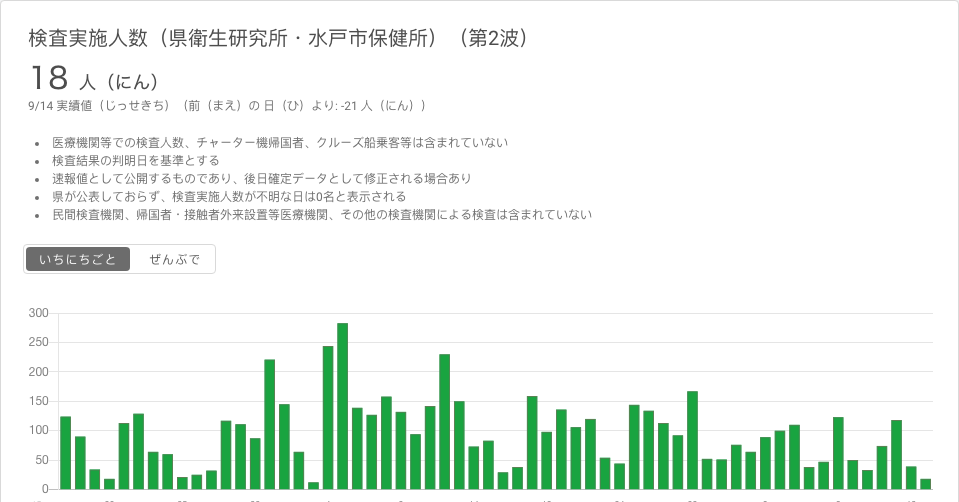 検査実施人数（県衛生研究所・水戸市保健所）（第2波）
18 人（にん）
9/14 実績値（じっせきち）（前（まえ）の 日（ひ）より: -21 人（にん））
• 医療機関等での検査人数、チャーター機帰国者、クルーズ船乗客等は含まれていない
• 検査結果の判明日を基準とする
• 速報値として公開するものであり、後日確定データとして修正される場合あり
• 県が公表しておらず、検査実施人数が不明な日は0名と表示される
• 民間検査機関、帰国者・接触者外来設置等医療機関、その他の検査機関による検査は含まれていない
いちにちごと ぜんぶで
300
250
200
150
100
50
0